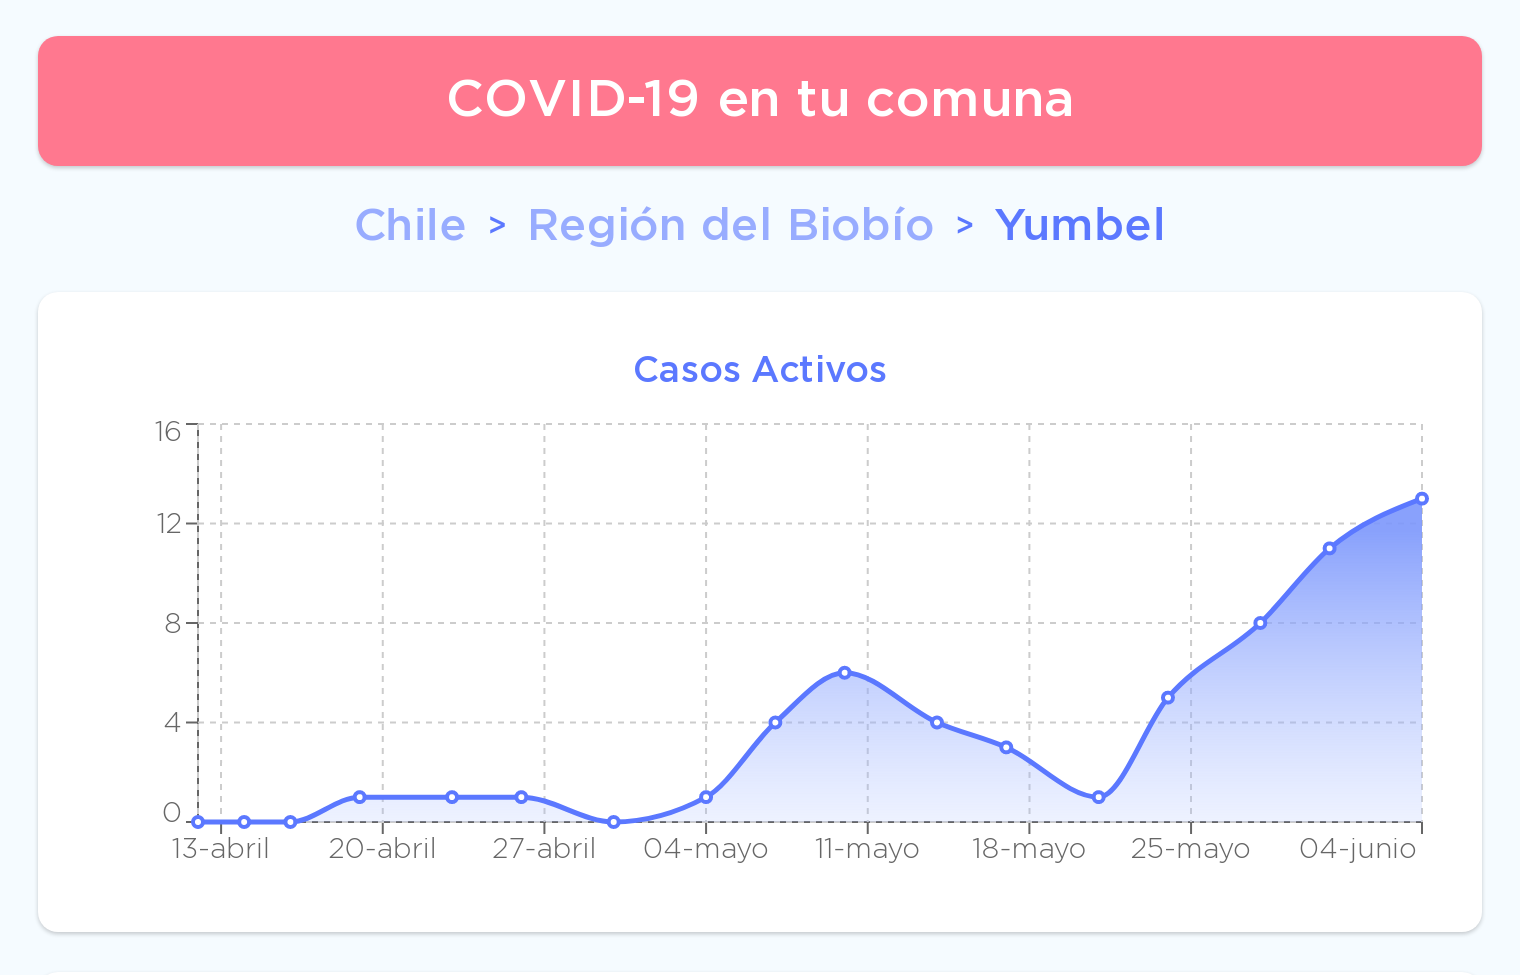 COVID-19 en tu comuna
Chile > Región del Biobío > Yumbel
Casos Activos
16
12
8
4
0
13-abril 20-abril 27-abril 04-mayo 11-mayo 18-mayo 25-mayo 04-junio